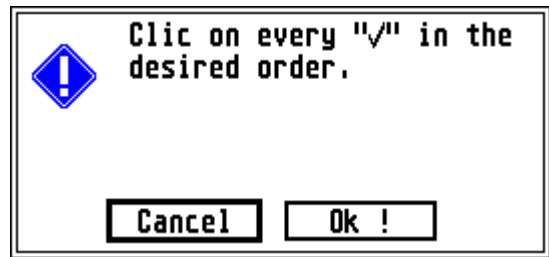 Clic on every "√" in the
desired order.
Cancel
Ok !